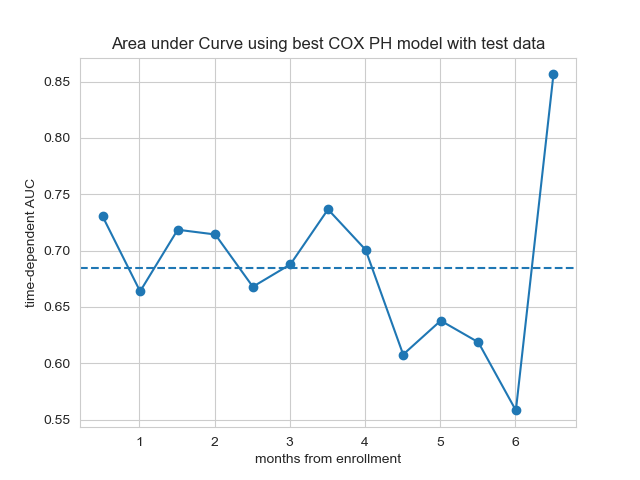 Area under Curve using best COX PH model with test data
time-dependent AUC
0.85
0.80
0.75
0.70
0.65
0.60
0.55
1 2 3 4 5 6
months from enrollment